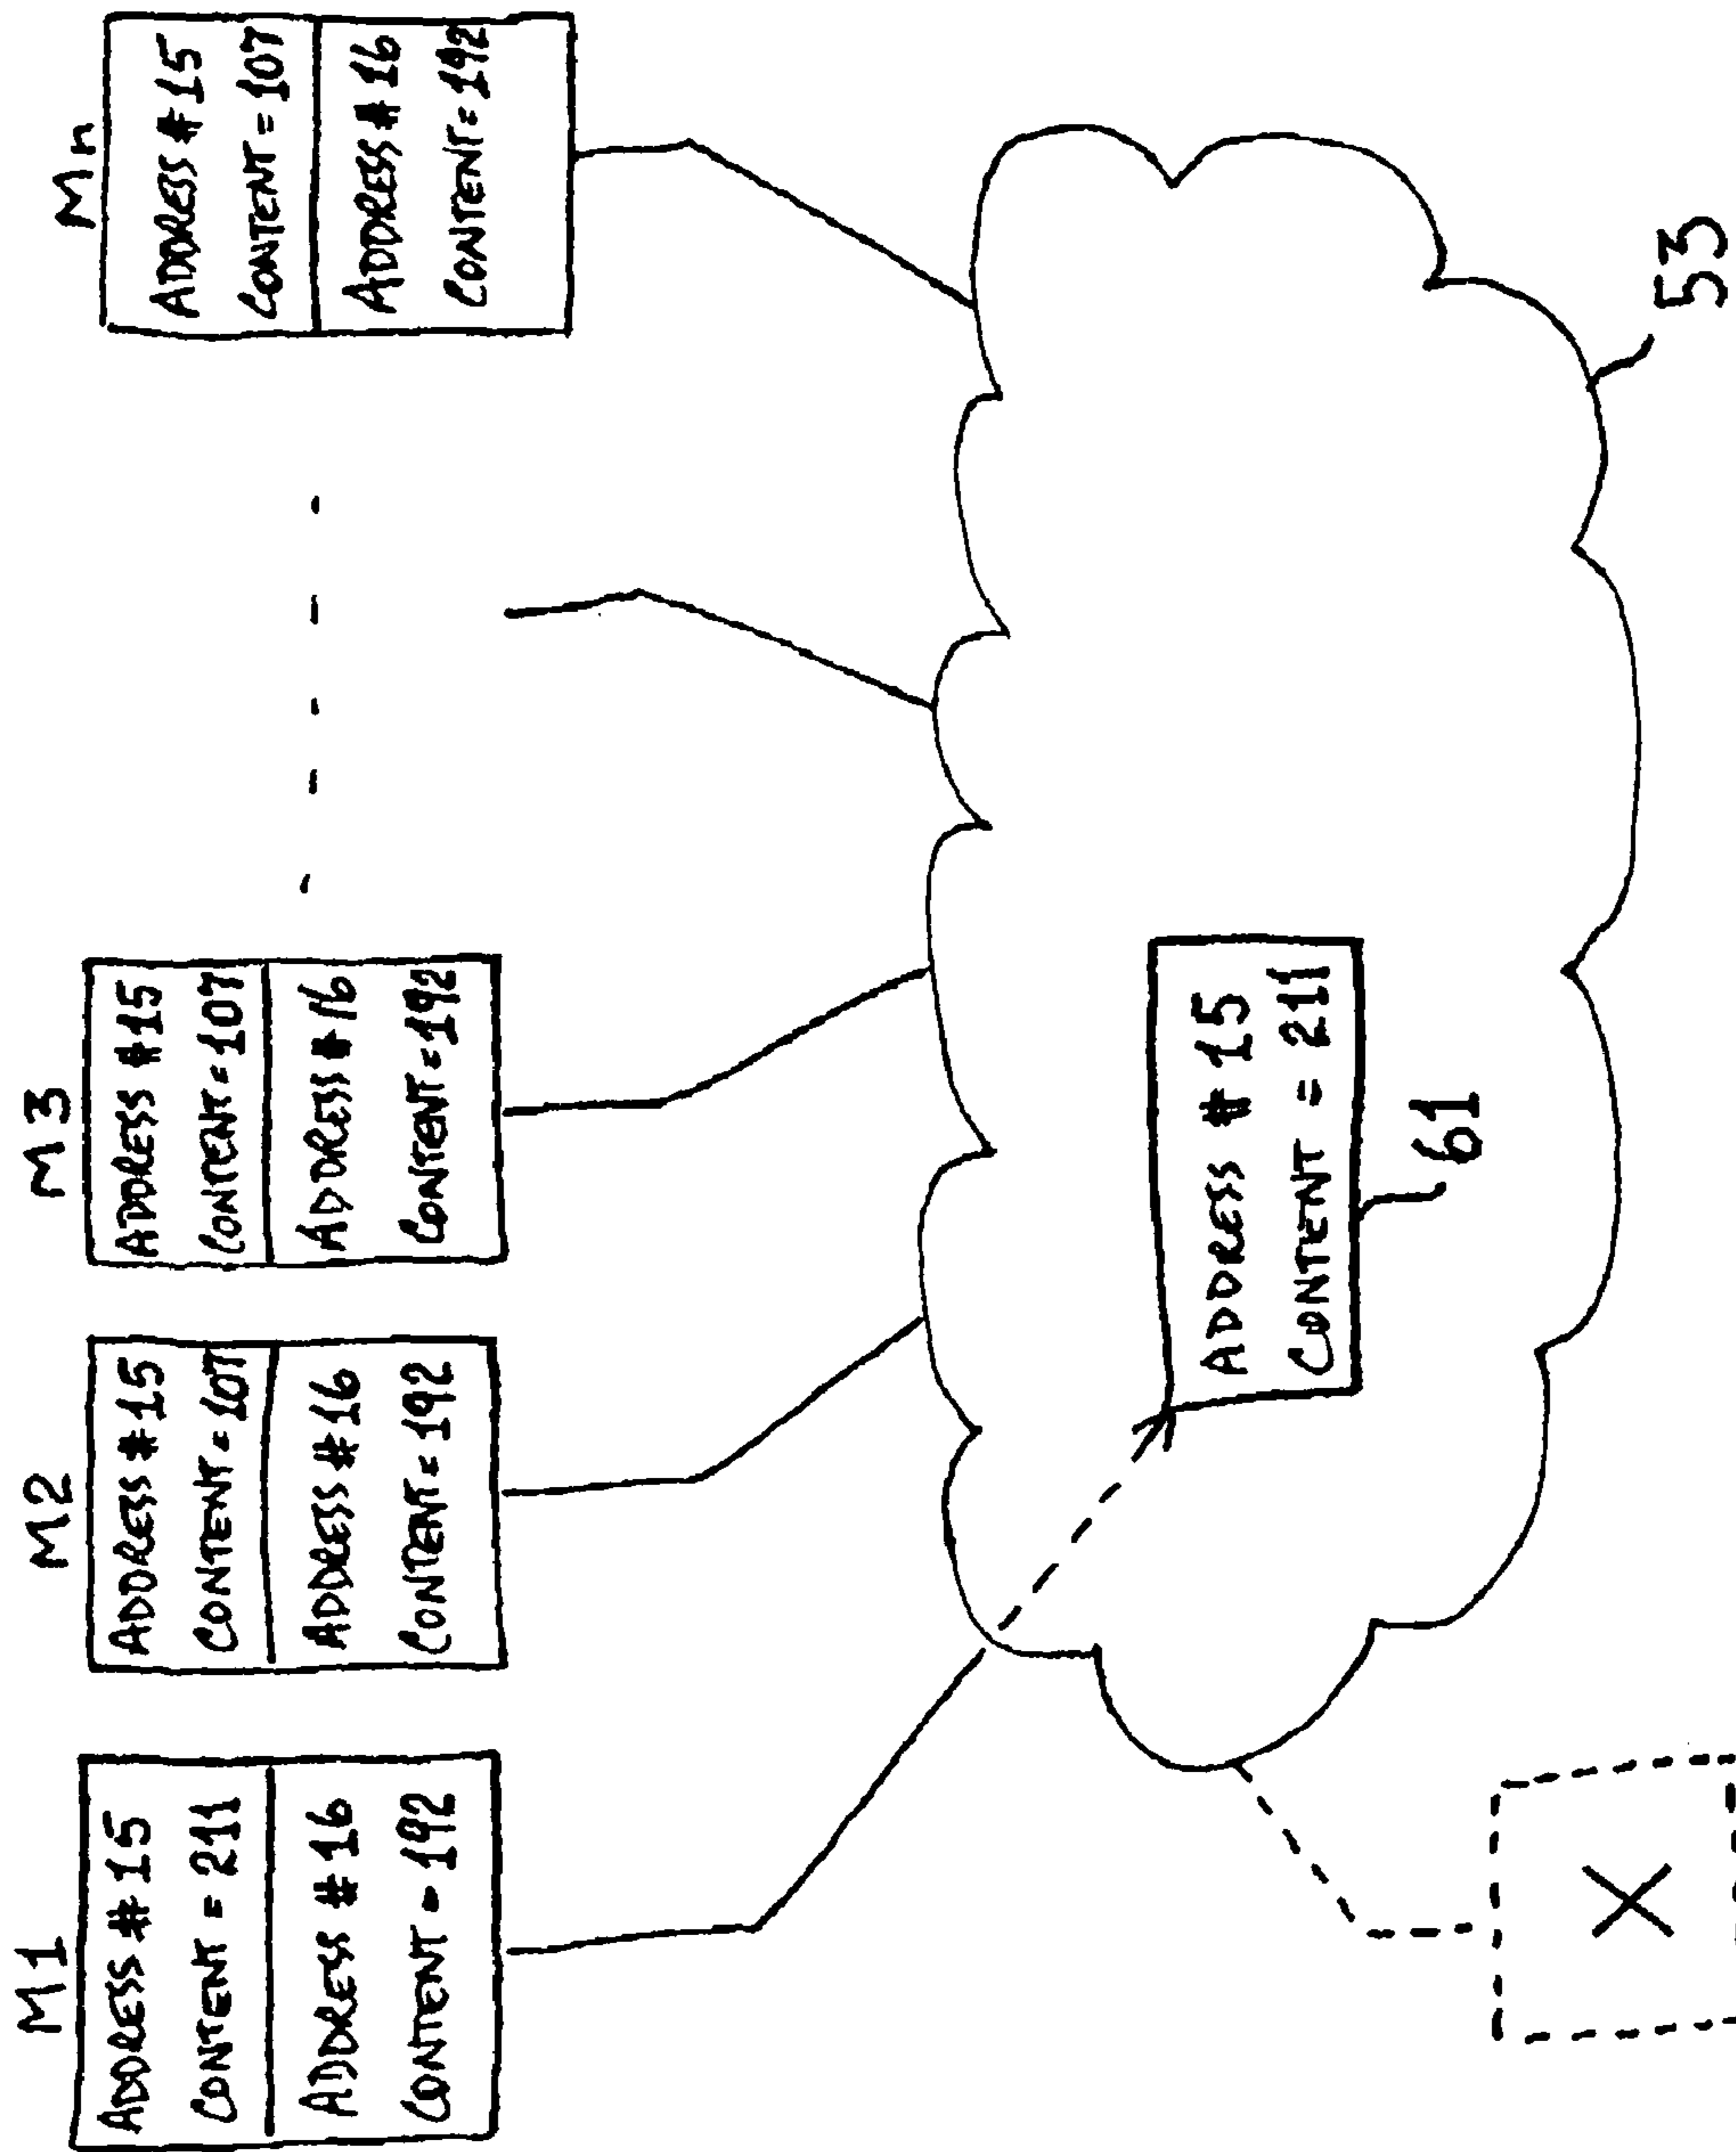 M1
ADDRESS # 15
CONTENT = 211
ADDRESS # 16
CONTENT = 192
M2
ADDRESS # 15
CONTENT = 107
ADDRESS # 16
CONTENT = 192
M3
ADDRESS # 15
CONTENT = 107
ADDRESS # 16
CONTENT = 192
Mn
ADDRESS # 15
CONTENT = 107
ADDRESS # 16
CONTENT = 192
ADDRESS # 15
CONTENT = 211
61
53
X